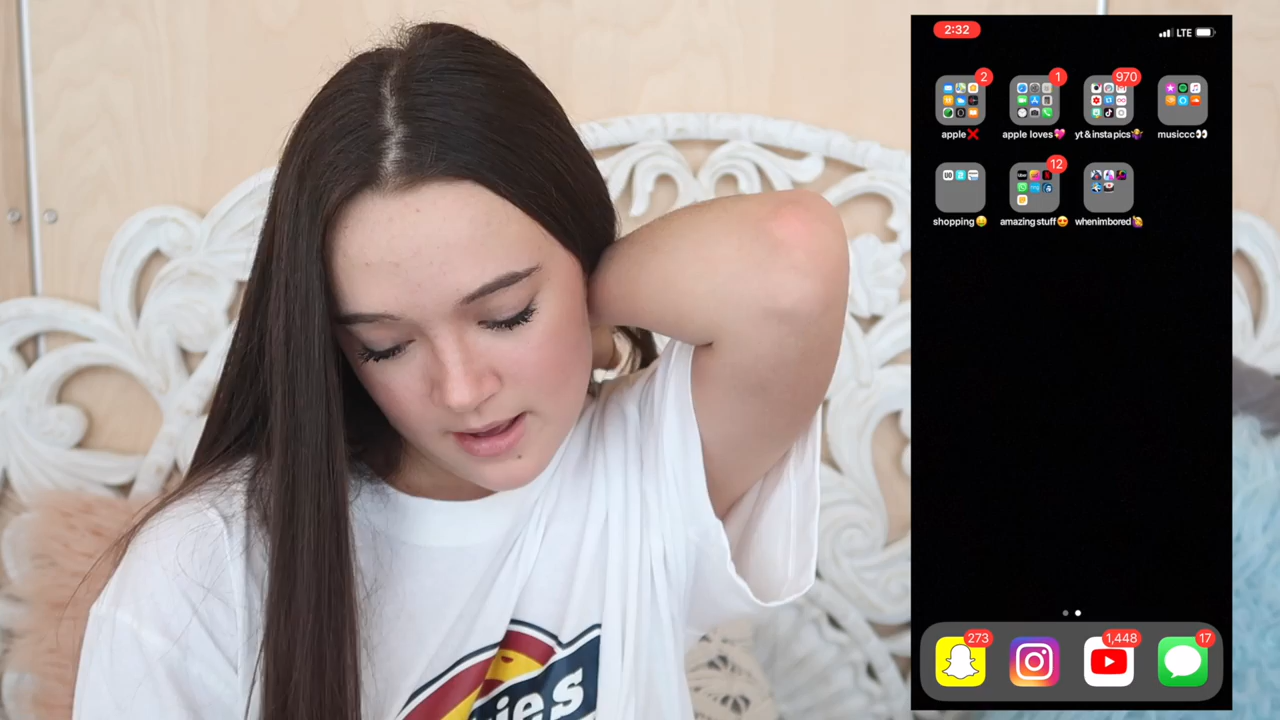 2:32
LTE
2
1
970
apple❌
apple loves💖
yt & insta pics🤷‍♀️
musiccc👀
12
shopping😑
amazing stuff😍
whenimbored🙋
273
1,448
17
ies